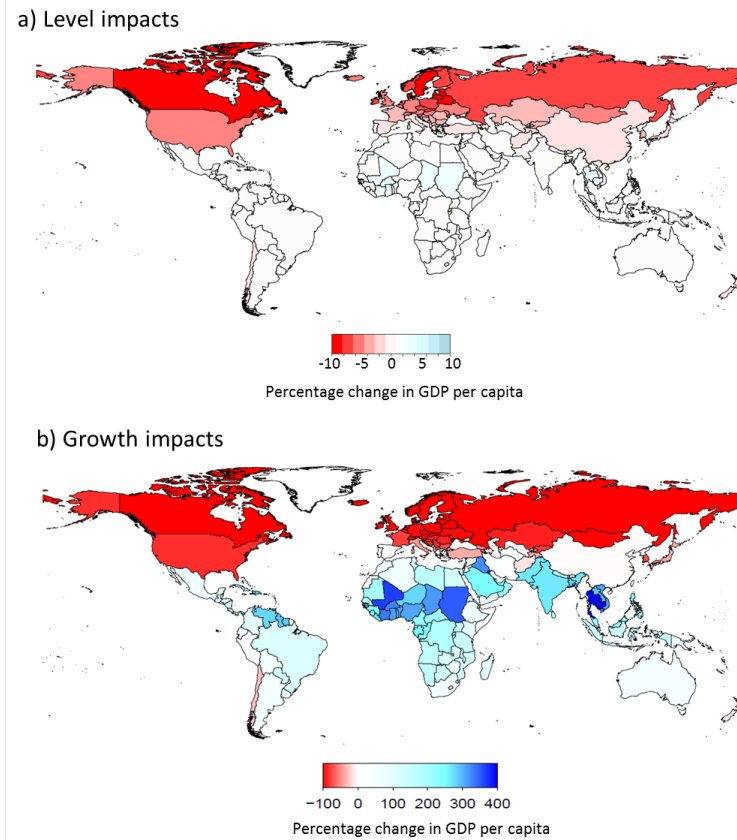 a) Level impacts
-10 -5 0 5 10
Percentage change in GDP per capita
b) Growth impacts
−100 0 100 200 300 400
Percentage change in GDP per capita